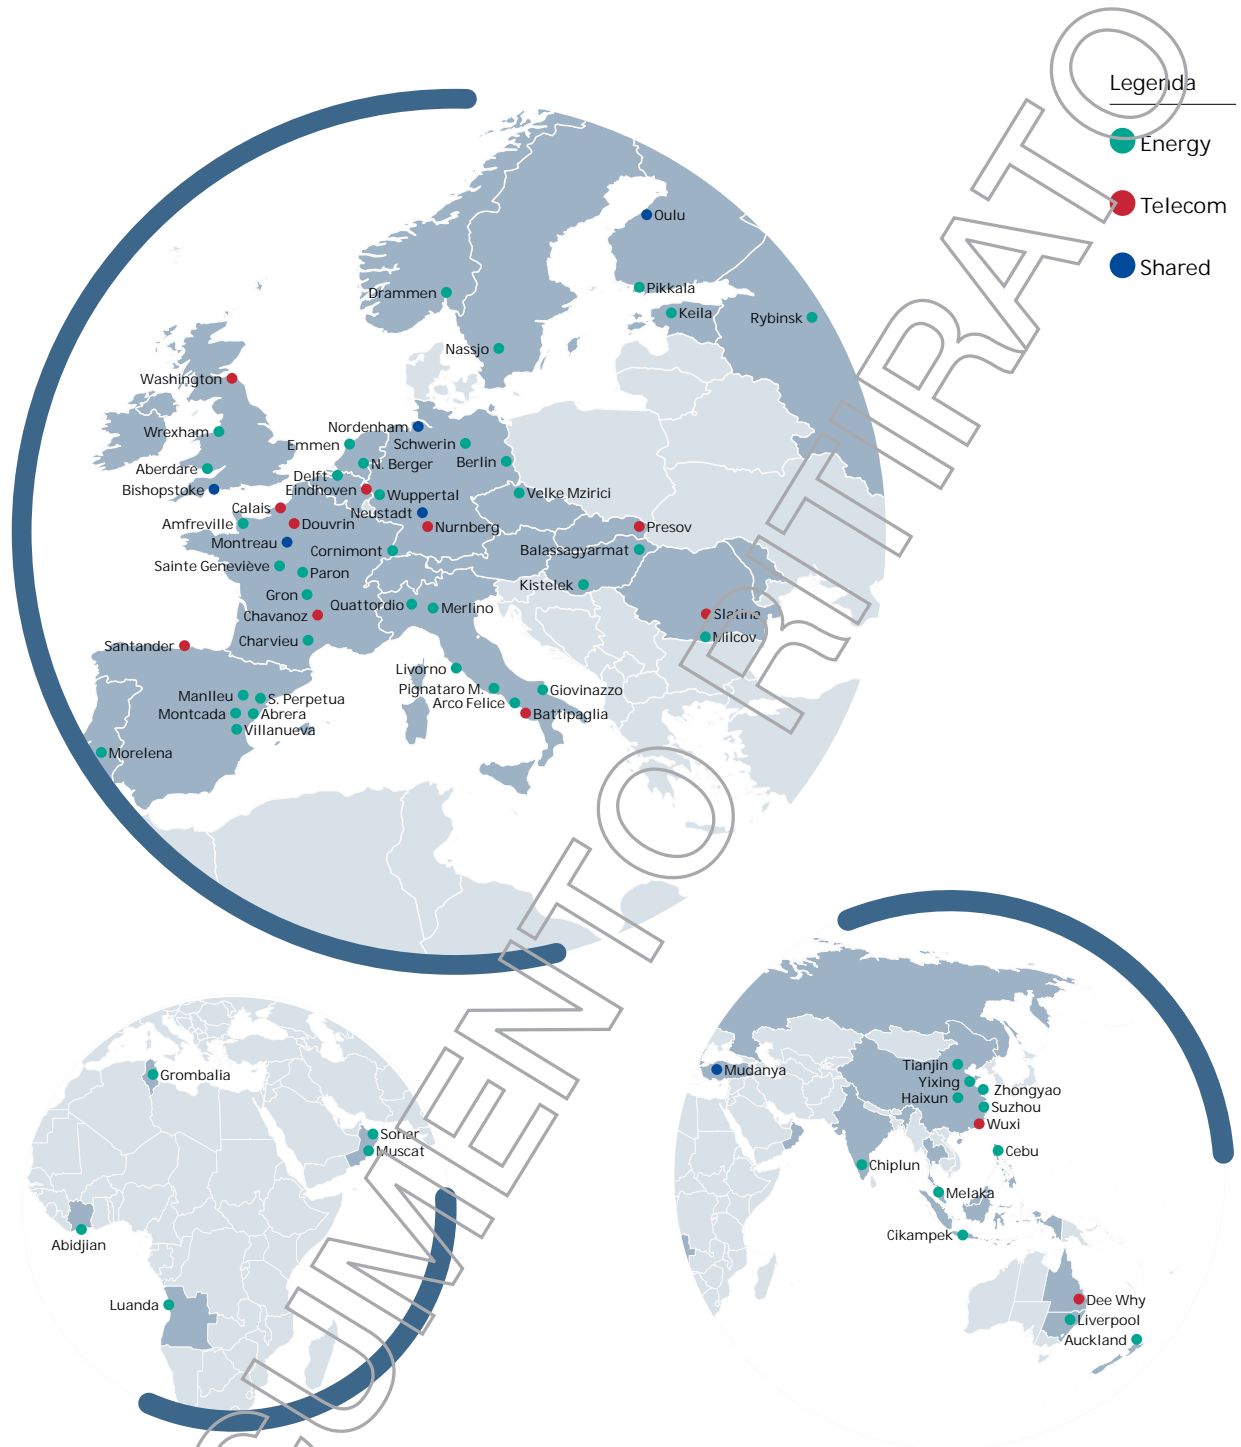 Legenda
Energy
Telecom
Shared
Oulu
Drammen
Pikkala
Keila
Rybinsk
Nassjo
Washington
Wrexham
Nordenham
Emmen
Schwerin
N. Berger
Berlin
Aberdare
Delft
Bishopstoke
Eindhoven
Wuppertal
Velke Mzirici
Calais
Neustadt
Amfreville
Douvrin
Nurnberg
Presov
Montreau
Cornimont
Balassagyarmat
Sainte Geneviève
Paron
Kistelek
Gron
Quattordio
Merlino
Chavanoz
Slatina
Charvieu
Milcov
Santander
Livorno
Manlleu
S. Perpetua
Pignataro M.
Giovinazzo
Arco Felice
Montcada
Abrera
Battipaglia
Villanueva
Morelena
Grombalia
Sohar
Muscat
Abidjian
Luanda
Mudanya
Tianjin
Yixing
Zhongyao
Haixun
Suzhou
Wuxi
Cebu
Chiplun
Melaka
Cikampek
Dee Why
Liverpool
Auckland
CUMENTO RITIRATO